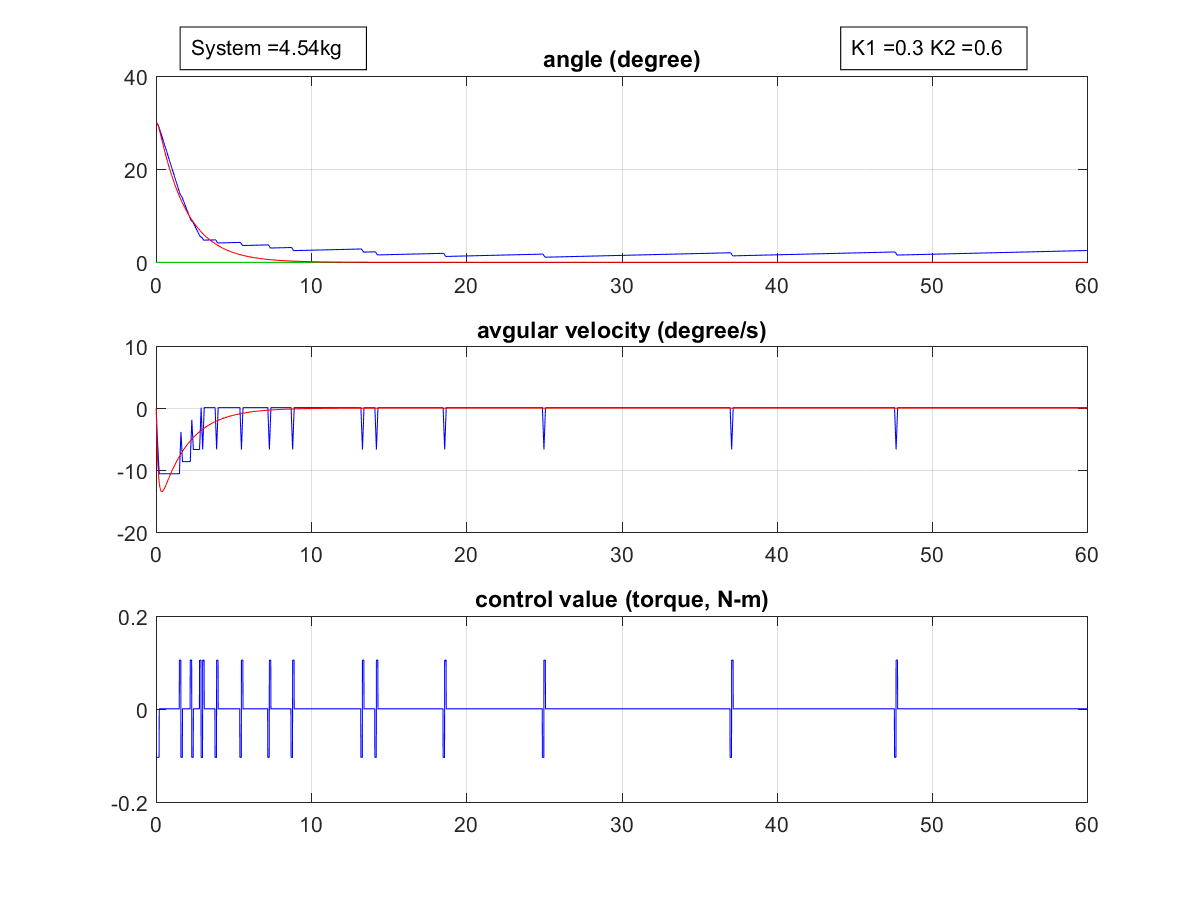 System =4.54kg
K1 =0.3 K2 =0.6
angle (degree)
40
20
0
0 10 20 30 40 50 60
avgular velocity (degree/s)
10
0
-10
-20
0 10 20 30 40 50 60
control value (torque, N-m)
0.2
0
-0.2
0 10 20 30 40 50 60